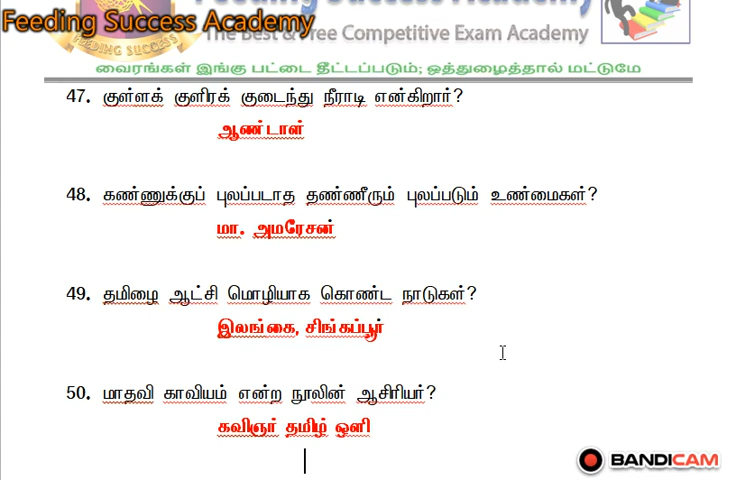 Feeding Success Academy
The Best & Free Competitive Exam Academy
FEEDING SUCCESS
வைரங்கள் இங்கு பட்டை தீட்டப்படும்; ஒத்துழைத்தால் மட்டுமே
47. குள்ளக் குளிரக் குடைந்து நீராடி என்கிறார்?
ஆண்டாள்
48. கண்ணுக்குப் புலப்படாத தண்ணீரும் புலப்படும் உண்மைகள்?
மா. அமரேசன்
49. தமிழை ஆட்சி மொழியாக கொண்ட நாடுகள்?
இலங்கை, சிங்கப்பூர்
50. மாதவி காவியம் என்ற நூலின் ஆசிரியர்?
கவிஞர் தமிழ் ஒளி
BANDICAM